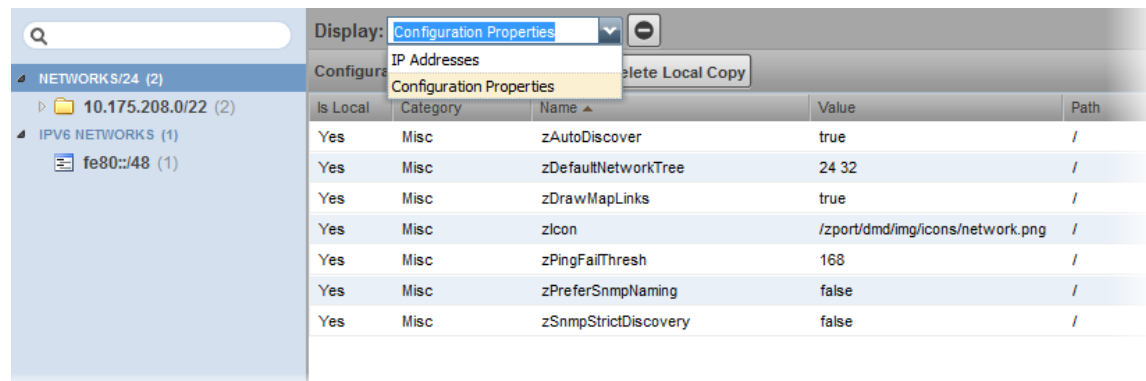 Display: Configuration Properties
IP Addresses
Configuration Properties
Configura elete Local Copy
NETWORKS/24 (2)
10.175.208.0/22 (2)
IPV6 NETWORKS (1)
fe80::/48 (1)
Is Local Category Name Value Path
Yes Misc zAutoDiscover true /
Yes Misc zDefaultNetworkTree 24 32 /
Yes Misc zDrawMapLinks true /
Yes Misc zIcon /zport/dmd/img/icons/network.png /
Yes Misc zPingFailThresh 168 /
Yes Misc zPreferSnmpNaming false /
Yes Misc zSnmpStrictDiscovery false /